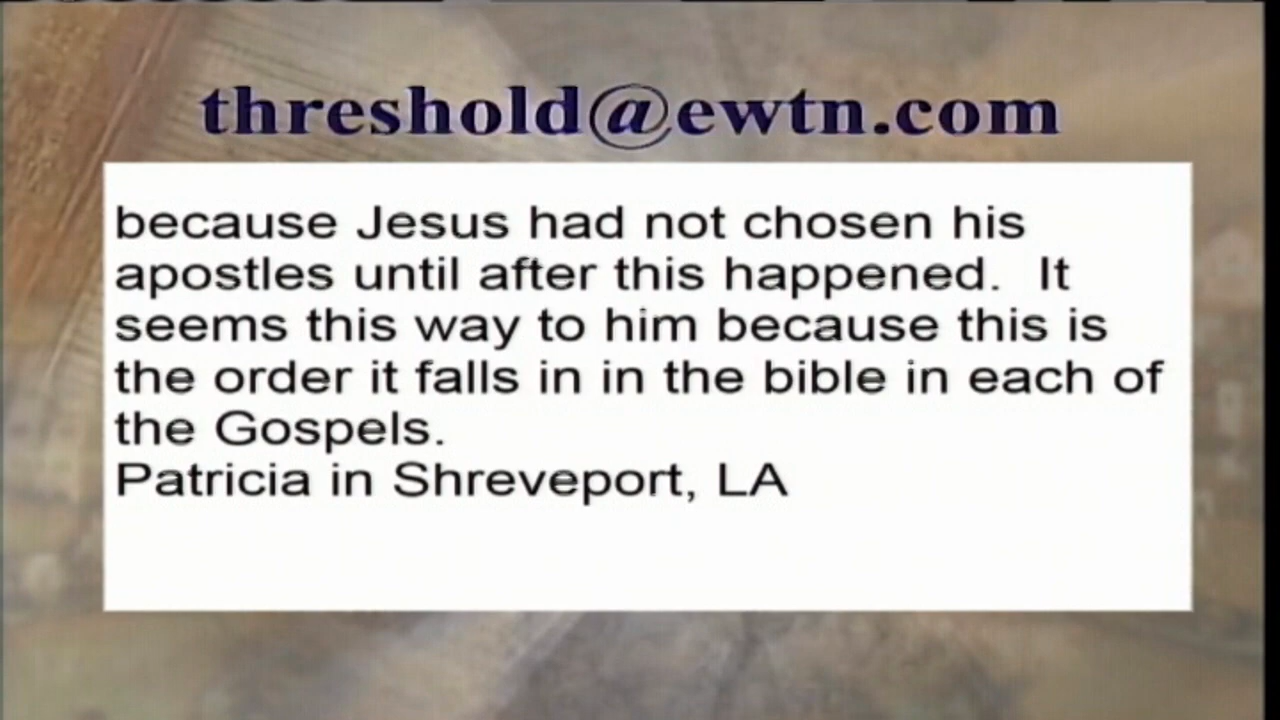 threshold@ewtn.com
because Jesus had not chosen his
apostles until after this happened.  It
seems this way to him because this is
the order it falls in in the bible in each of
the Gospels.
Patricia in Shreveport, LA